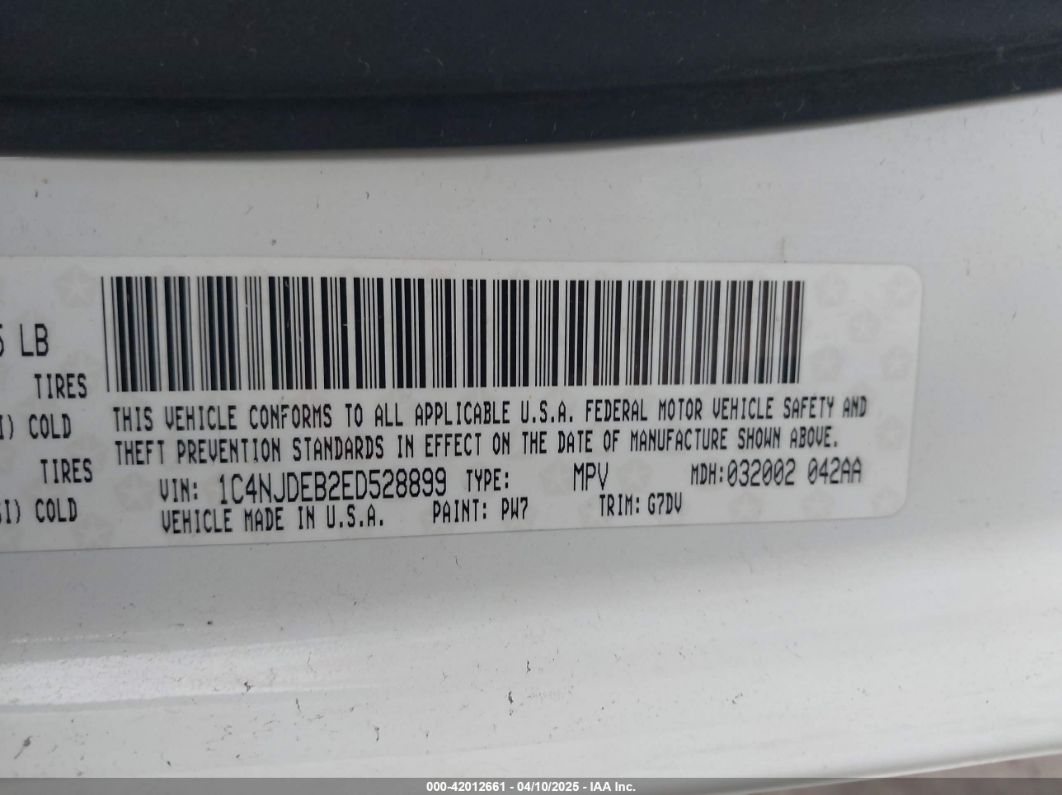 5 LB
TIRES
I) COLD
TIRES
SI) COLD
THIS VEHICLE CONFORMS TO ALL APPLICABLE U.S.A. FEDERAL MOTOR VEHICLE SAFETY AND
THEFT PREVENTION STANDARDS IN EFFECT ON THE DATE OF MANUFACTURE SHOWN ABOVE.
VIN: 1C4NJDEB2ED528899 TYPE: MPV MDH:032002 042AA
VEHICLE MADE IN U.S.A. PAINT: PW7 TRIM: G7DV
000-42012661 - 04/10/2025 - IAA Inc.